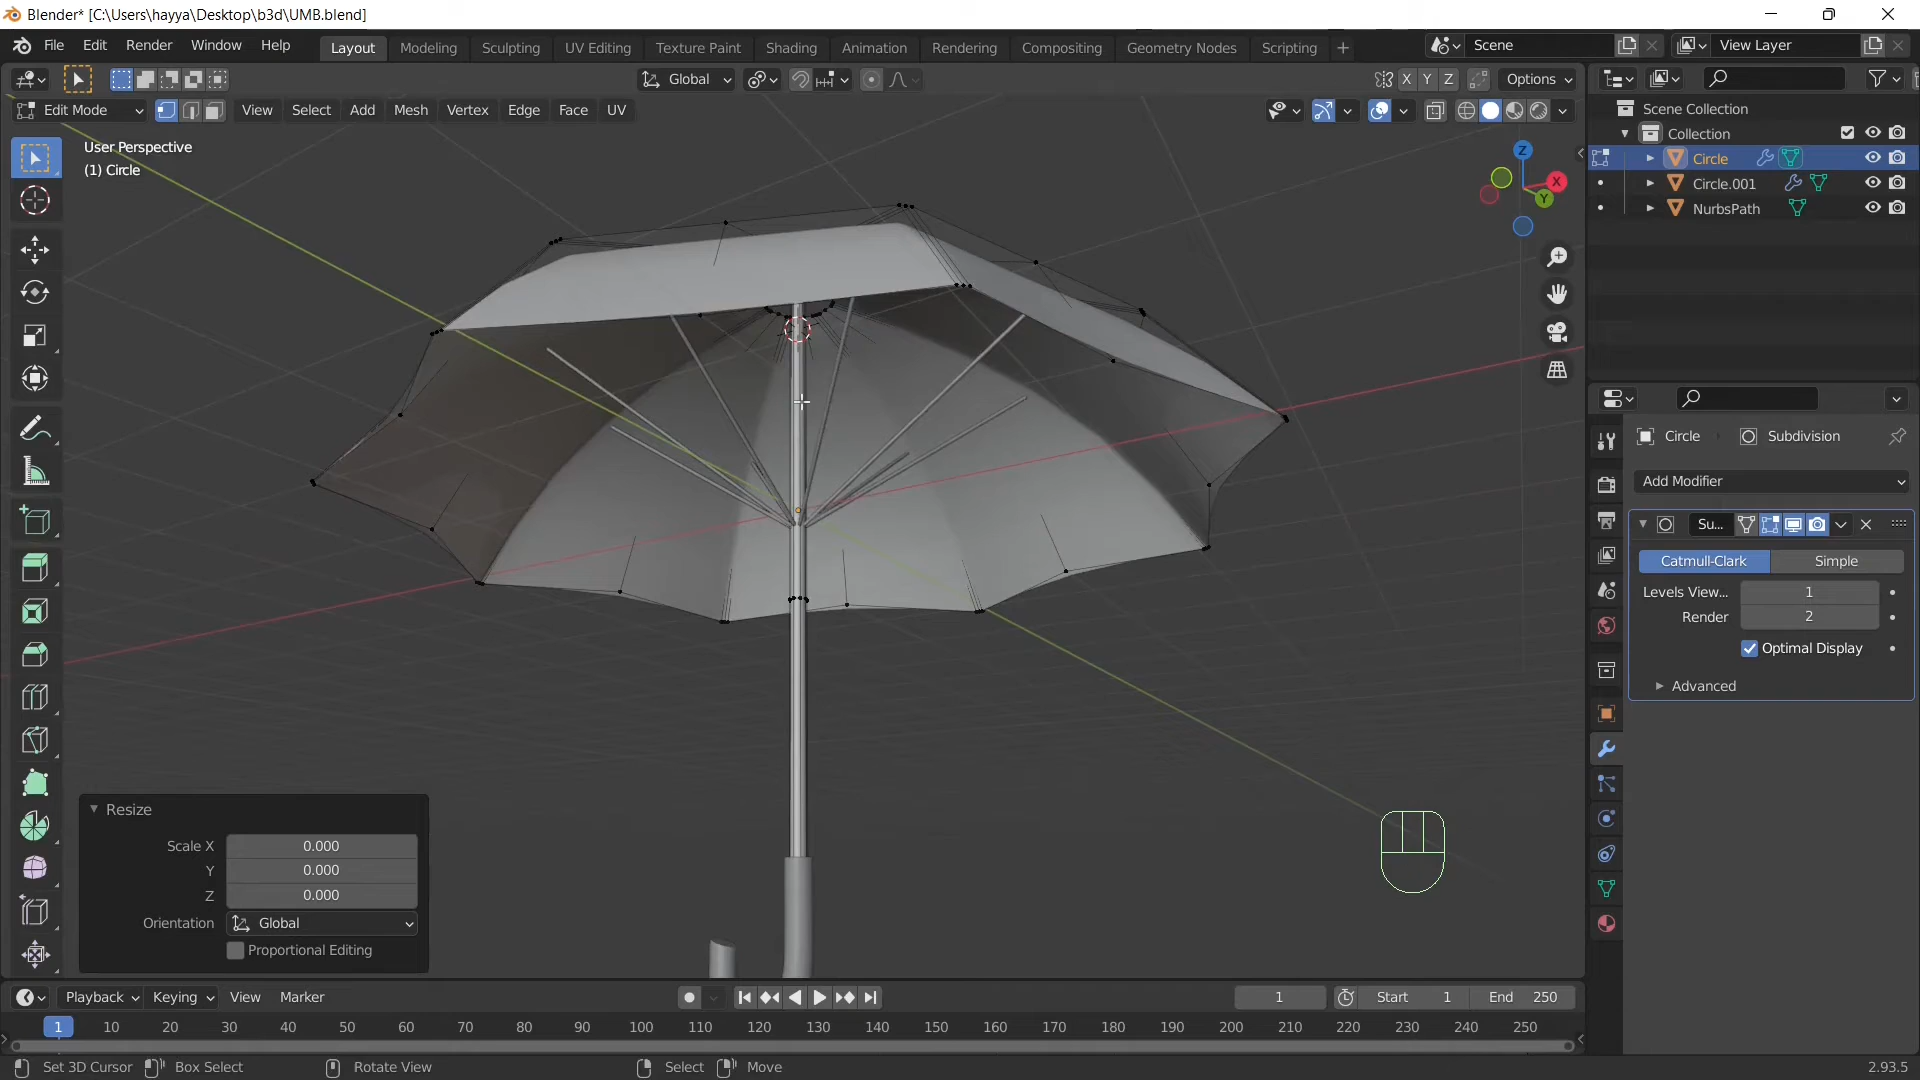 Blender* [C:\Users\hayya\Desktop\b3d\UMB.blend]
File Edit Render Window Help Layout Modeling Sculpting UV Editing Texture Paint Shading Animation Rendering Compositing Geometry Nodes Scripting + Scene View Layer
Global X Y Z Options
Edit Mode View Select Add Mesh Vertex Edge Face UV
User Perspective
(1) Circle
Z
X
Y
Scene Collection
Collection
Circle
Circle.001
NurbsPath
Circle Subdivision
Add Modifier
Su...
Catmull-Clark Simple
Levels View... 1
Render 2
Optimal Display
Advanced
Resize
Scale X 0.000
Y 0.000
Z 0.000
Orientation Global
Proportional Editing
Playback Keying View Marker 1 Start 1 End 250
1 10 20 30 40 50 60 70 80 90 100 110 120 130 140 150 160 170 180 190 200 210 220 230 240 250
Set 3D Cursor Box Select Rotate View Select Move 2.93.5